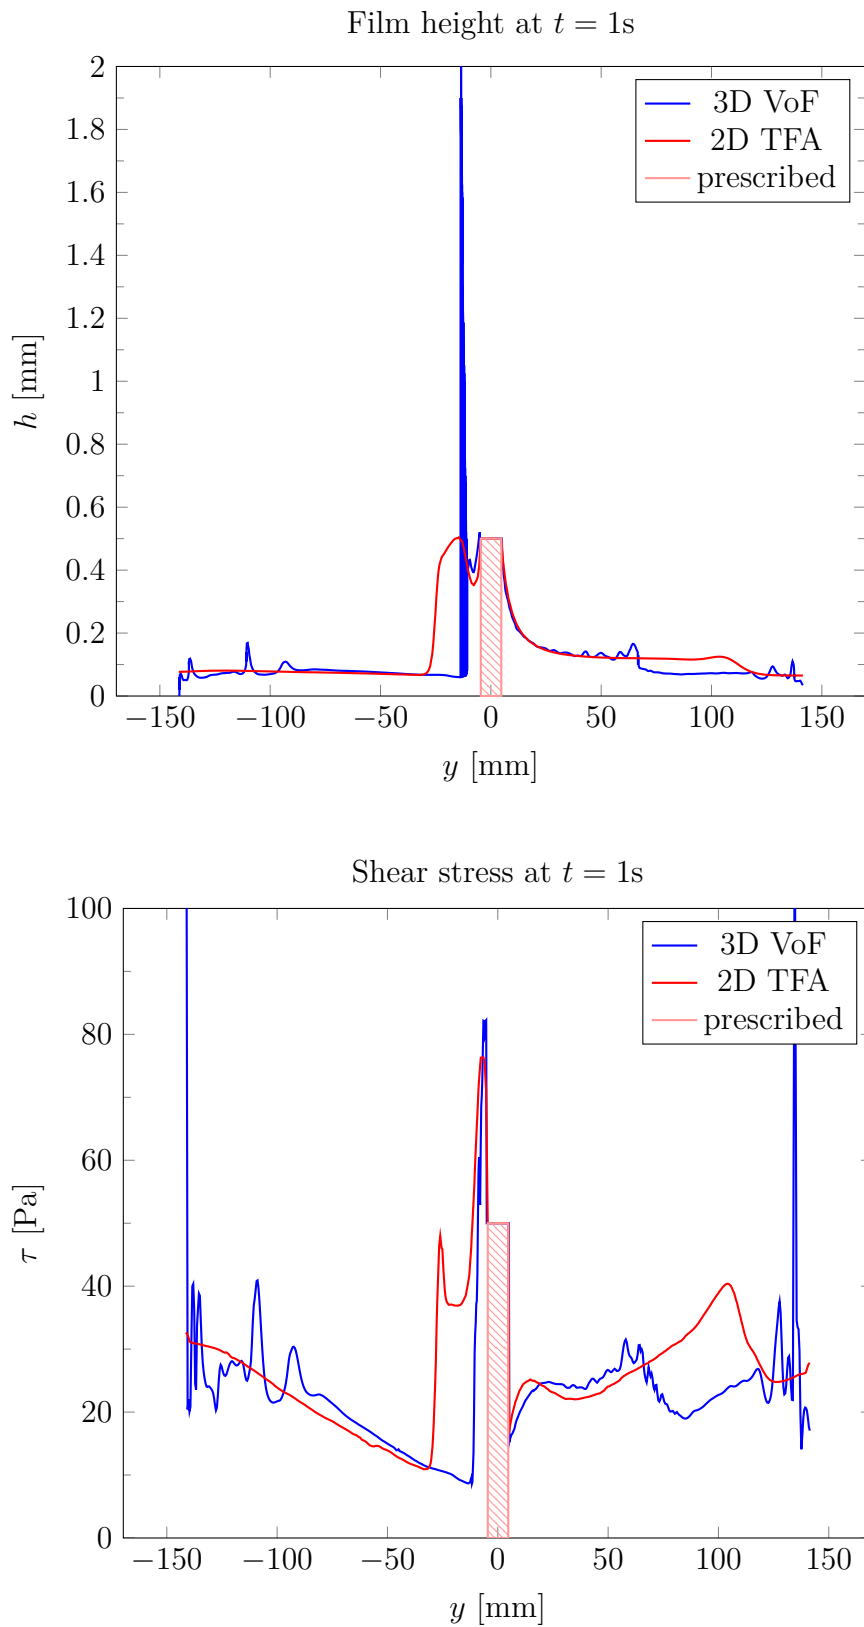 Film height at t = 1s
2
1.8
1.6
1.4
1.2
1
0.8
0.6
0.4
0.2
0
h [mm]
3D VoF
2D TFA
prescribed
−150 −100 −50 0 50 100 150
y [mm]
Shear stress at t = 1s
100
80
60
40
20
0
τ [Pa]
3D VoF
2D TFA
prescribed
−150 −100 −50 0 50 100 150
y [mm]